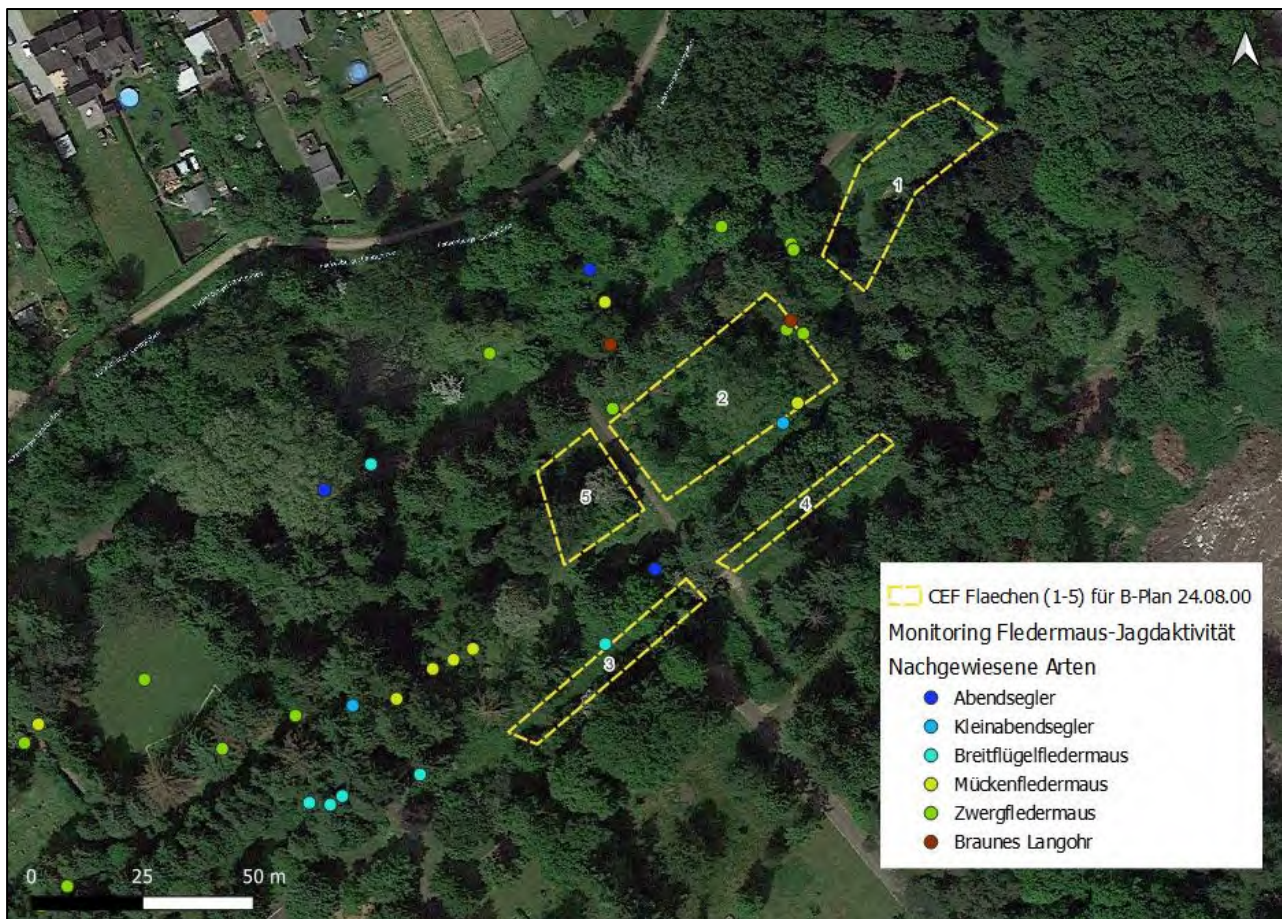 1
2
5
4
3
CEF Flaechen (1-5) für B-Plan 24.08.00
Monitoring Fledermaus-Jagdaktivität
Nachgewiesene Arten
Abendsegler
Kleinabendsegler
Breitflügelfledermaus
Mückenfledermaus
Zwergfledermaus
Braunes Langohr
0 25 50 m